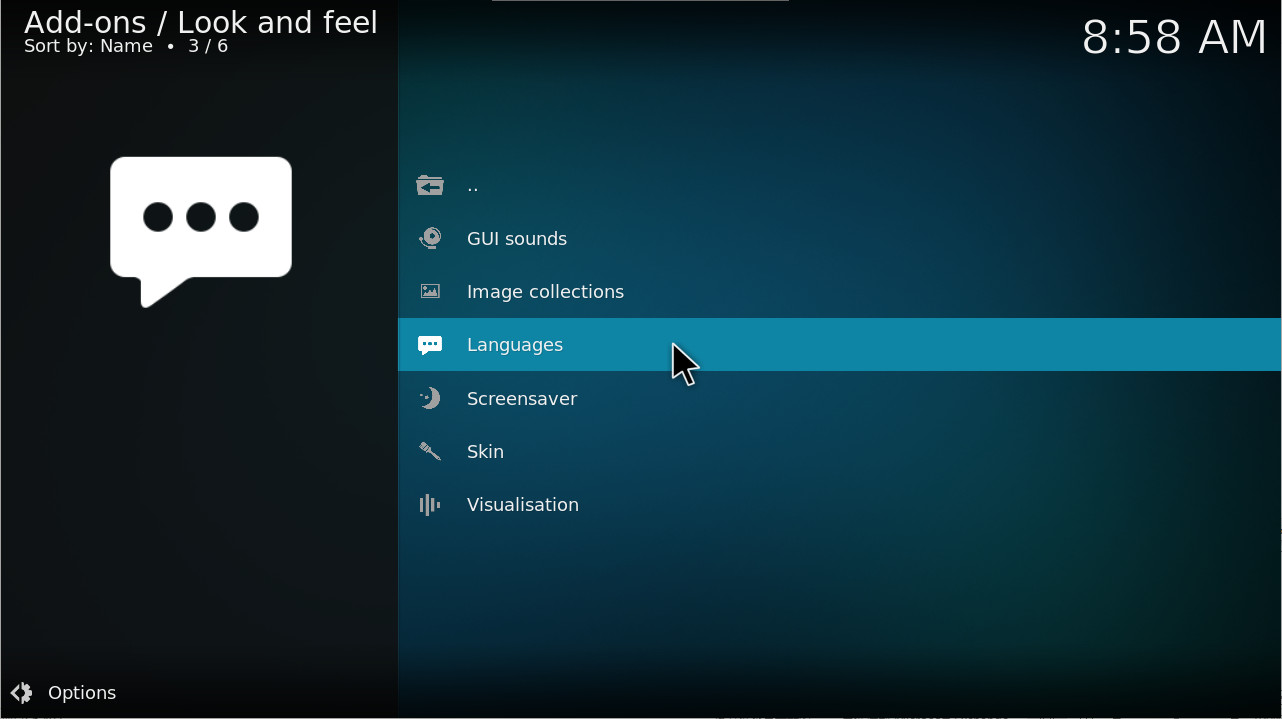 Add-ons / Look and feel
Sort by: Name • 3 / 6
8:58 AM
..
GUI sounds
Image collections
Languages
Screensaver
Skin
Visualisation
Options